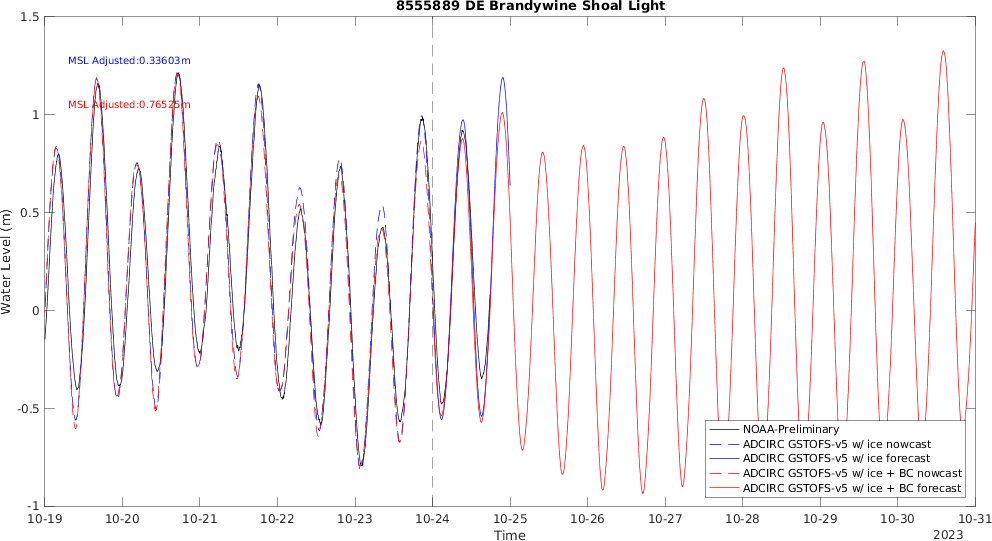 8555889 DE Brandywine Shoal Light
1.5
1
0.5
0
-0.5
-1
Water Level (m)
MSL Adjusted:0.33603m
MSL Adjusted:0.76525m
NOAA-Preliminary
ADCIRC GSTOFS-v5 w/ ice nowcast
ADCIRC GSTOFS-v5 w/ ice forecast
ADCIRC GSTOFS-v5 w/ ice + BC nowcast
ADCIRC GSTOFS-v5 w/ ice + BC forecast
10-19 10-20 10-21 10-22 10-23 10-24 10-25 10-26 10-27 10-28 10-29 10-30 10-31
Time
2023